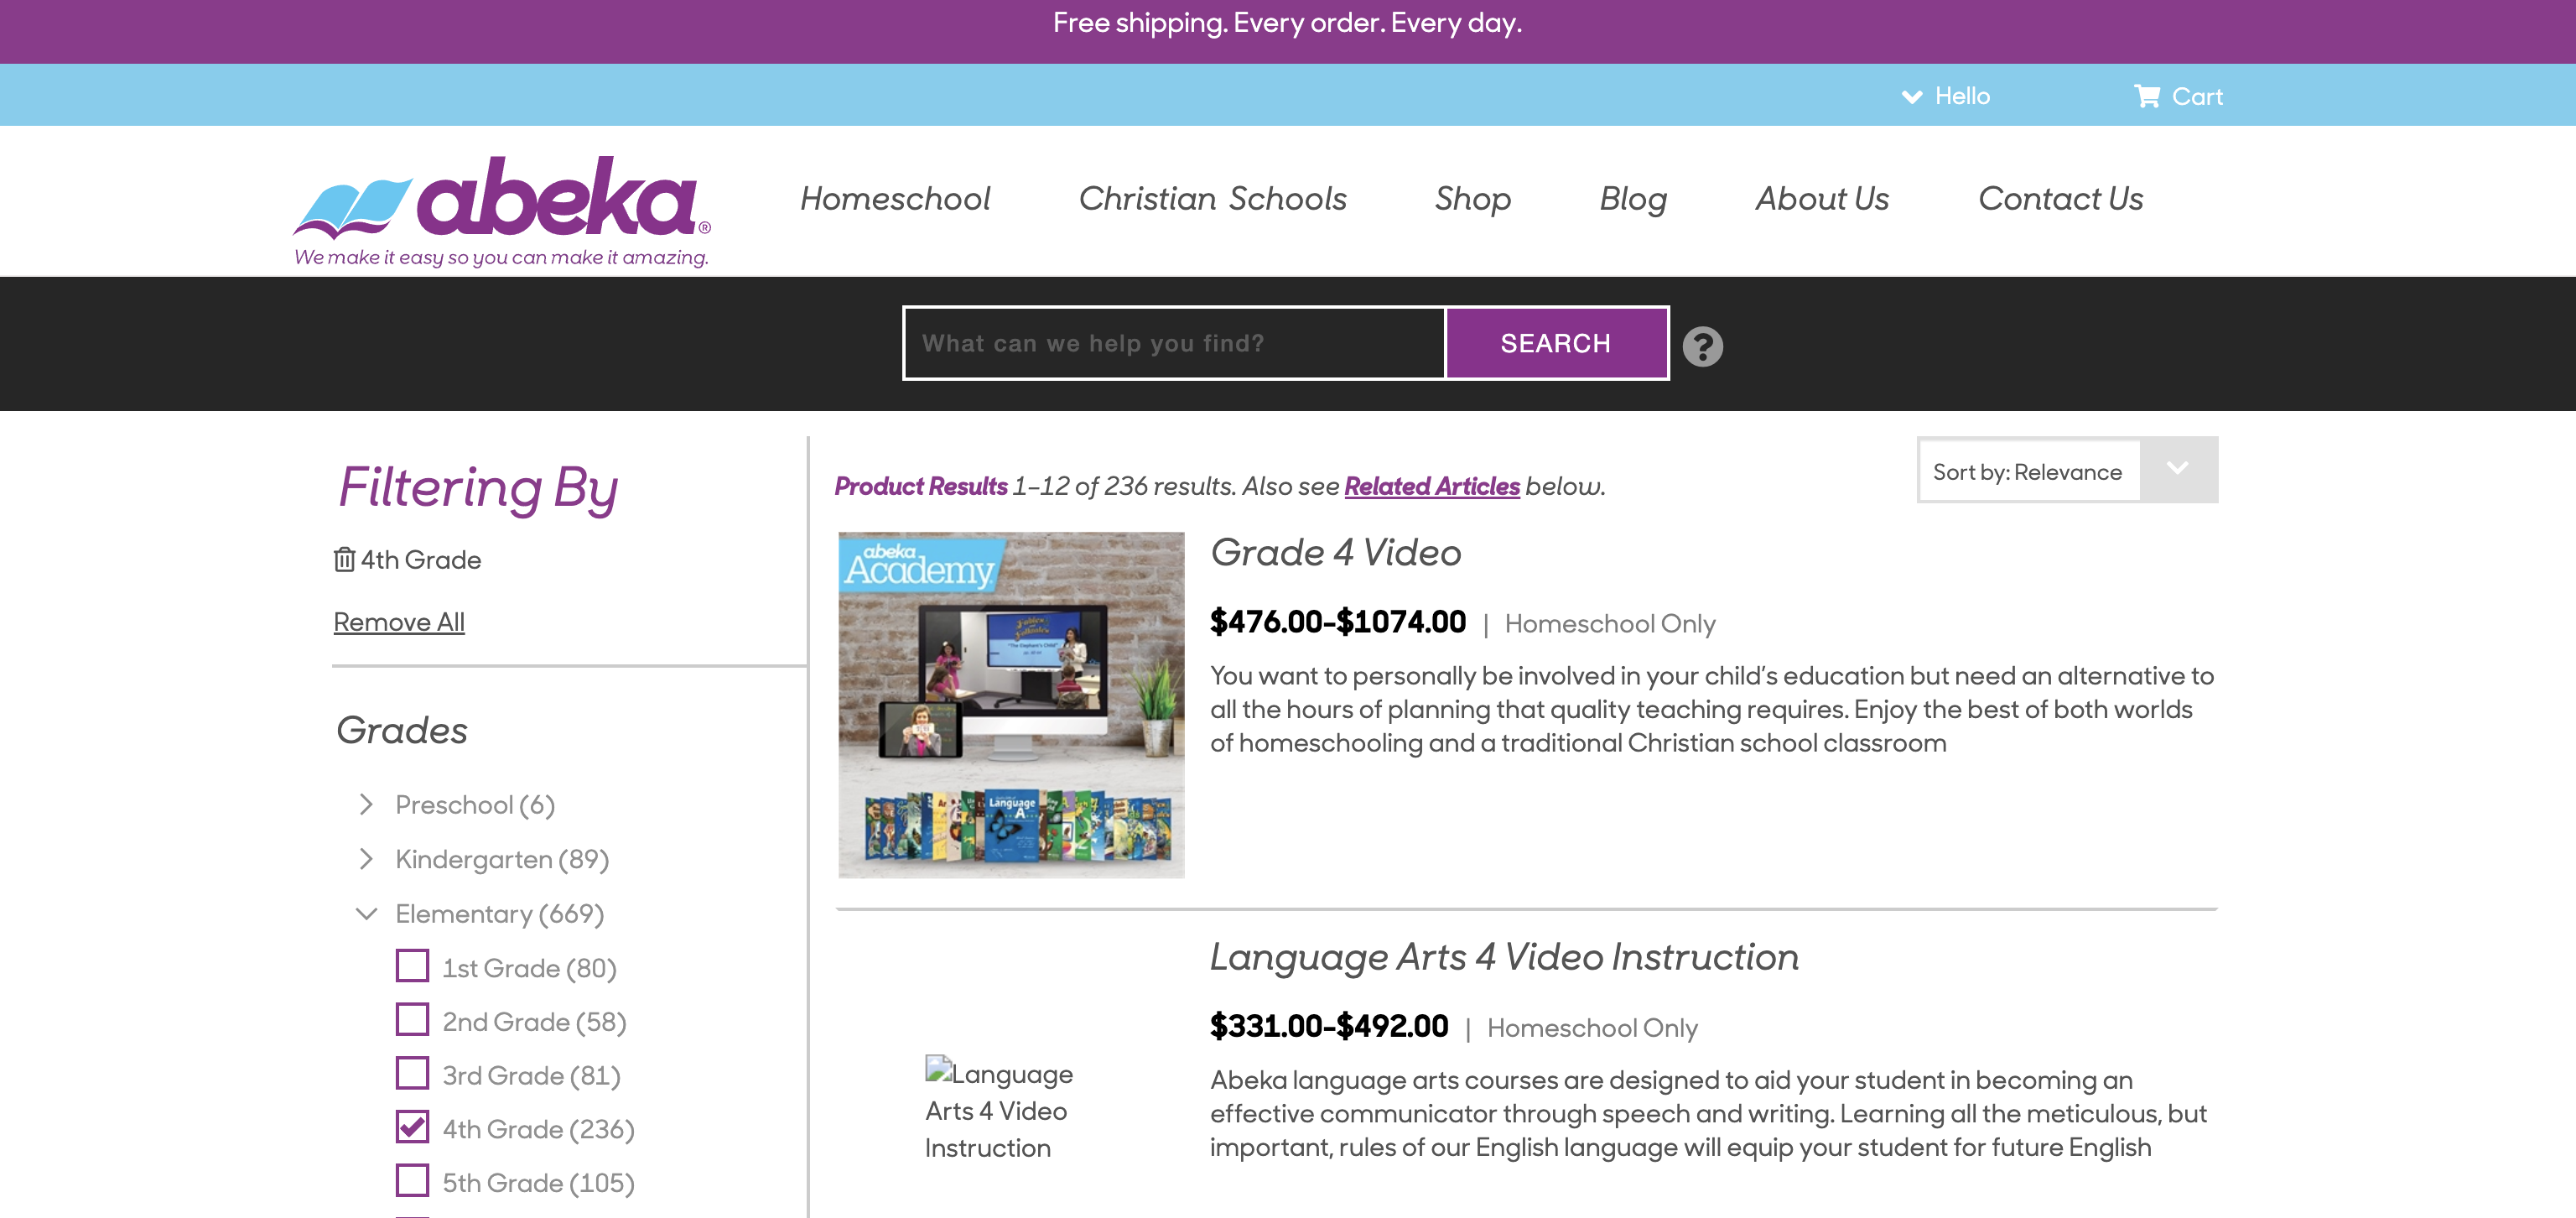 Free shipping. Every order. Every day.
Hello
Cart
abeka®
We make it easy so you can make it amazing.
Homeschool
Christian Schools
Shop
Blog
About Us
Contact Us
What can we help you find?
SEARCH
?
Filtering By
4th Grade
Remove All
Grades
Preschool (6)
Kindergarten (89)
Elementary (669)
1st Grade (80)
2nd Grade (58)
3rd Grade (81)
4th Grade (236)
5th Grade (105)
Product Results 1–12 of 236 results. Also see Related Articles below.
Sort by: Relevance
abeka
Academy
"The Elephant's Child"
Language
A
Grade 4 Video
$476.00-$1074.00 | Homeschool Only
You want to personally be involved in your child’s education but need an alternative to
all the hours of planning that quality teaching requires. Enjoy the best of both worlds
of homeschooling and a traditional Christian school classroom
Language Arts 4 Video Instruction
$331.00-$492.00 | Homeschool Only
Language
Arts 4 Video
Instruction
Abeka language arts courses are designed to aid your student in becoming an
effective communicator through speech and writing. Learning all the meticulous, but
important, rules of our English language will equip your student for future English